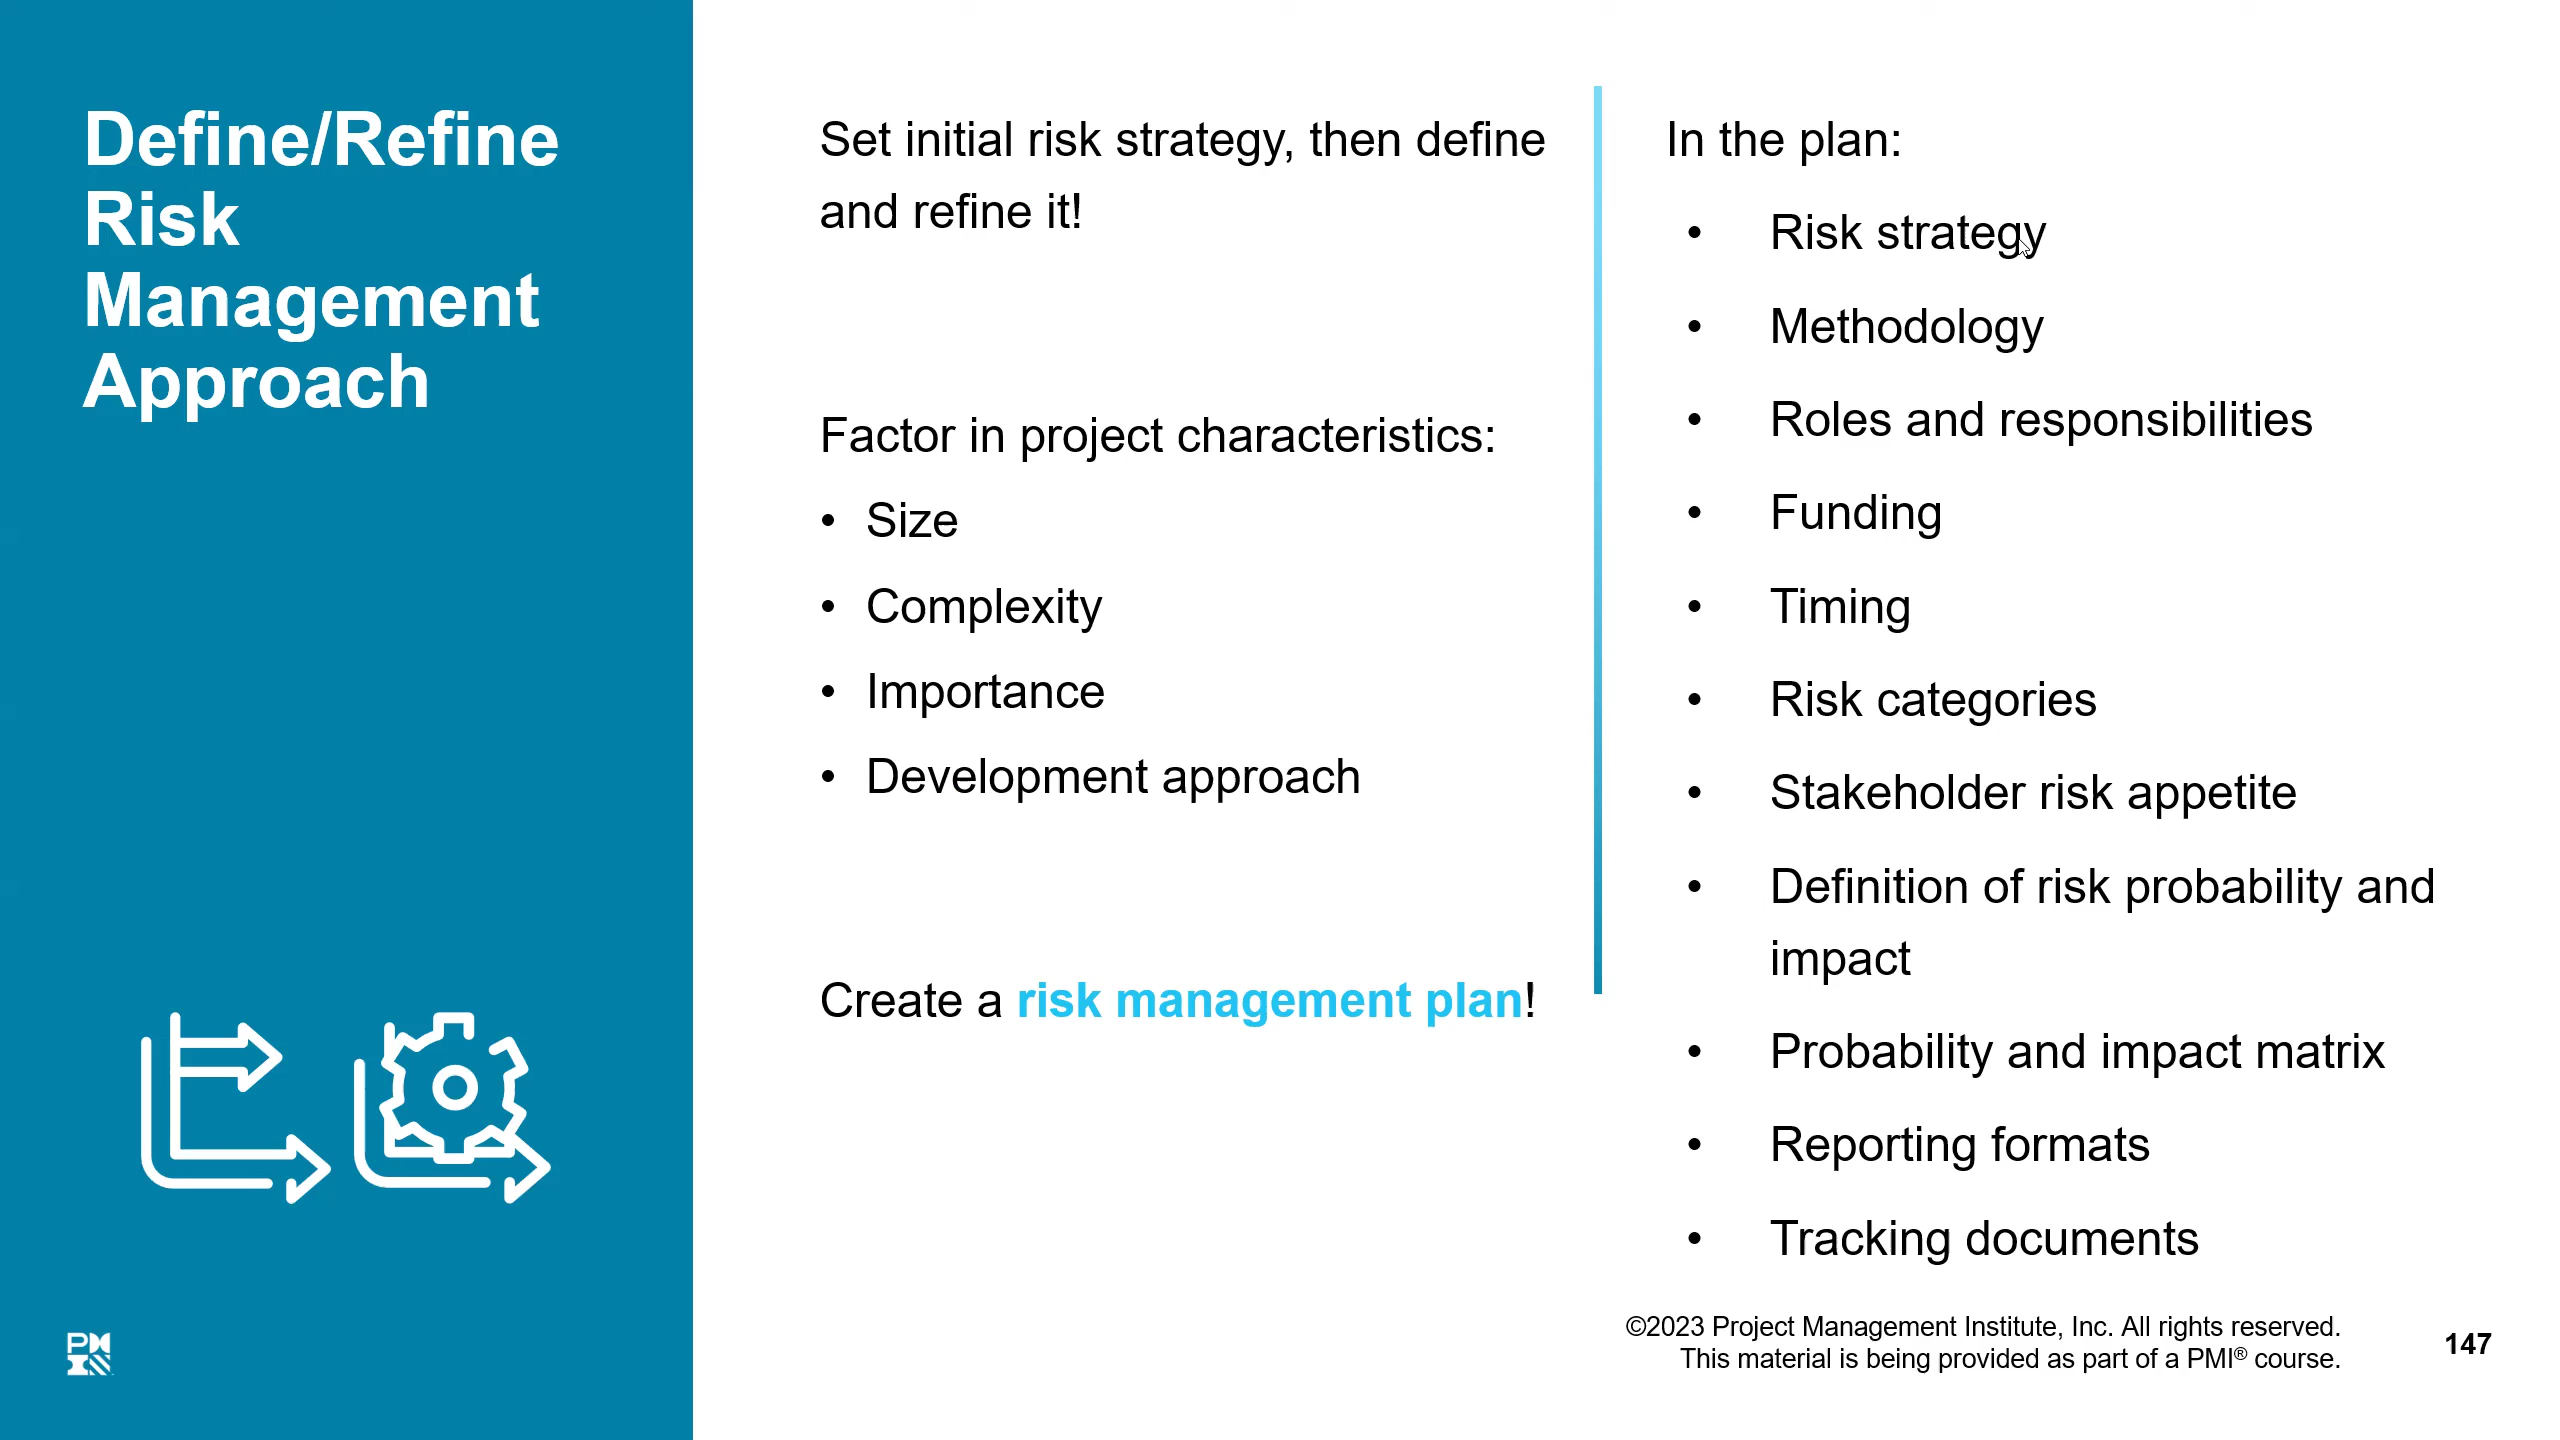 Define/Refine
Risk
Management
Approach
Set initial risk strategy, then define
and refine it!
Factor in project characteristics:
• Size
• Complexity
• Importance
• Development approach
Create a risk management plan!
In the plan:
• Risk strategy
• Methodology
• Roles and responsibilities
• Funding
• Timing
• Risk categories
• Stakeholder risk appetite
• Definition of risk probability and
impact
• Probability and impact matrix
• Reporting formats
• Tracking documents
PM
©2023 Project Management Institute, Inc. All rights reserved.
This material is being provided as part of a PMI® course.
147